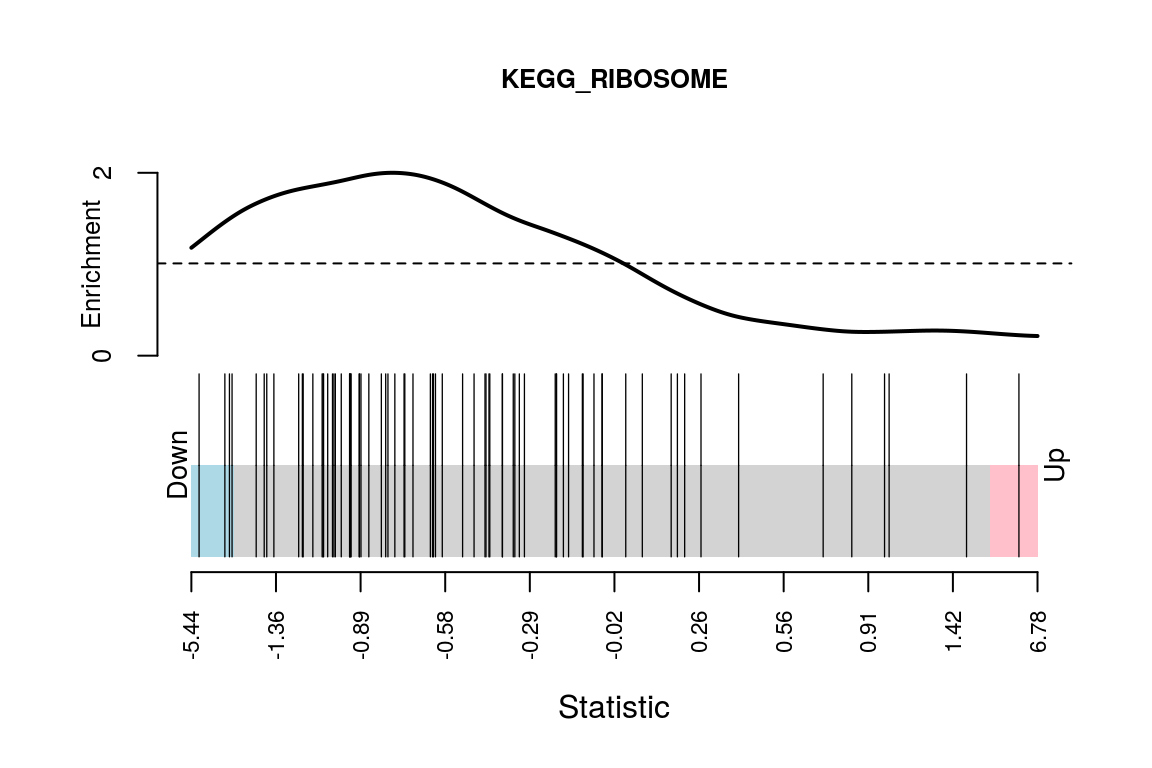 KEGG_RIBOSOME
2
Enrichment
0
Down
Up
-5.44
-1.36
-0.89
-0.58
-0.29
-0.02
0.26
0.56
0.91
1.42
6.78
Statistic